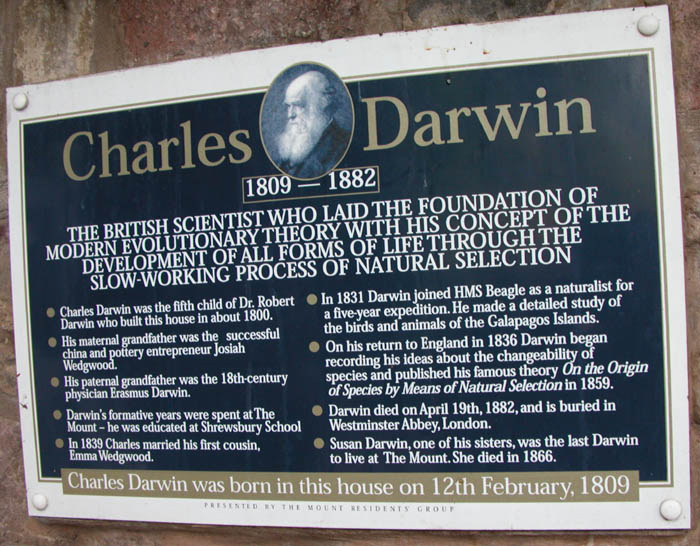 Charles Darwin
1809 — 1882
THE BRITISH SCIENTIST WHO LAID THE FOUNDATION OF
MODERN EVOLUTIONARY THEORY WITH HIS CONCEPT OF THE
DEVELOPMENT OF ALL FORMS OF LIFE THROUGH THE
SLOW-WORKING PROCESS OF NATURAL SELECTION
Charles Darwin was the fifth child of Dr. Robert
Darwin who built this house in about 1800.
His maternal grandfather was the successful
china and pottery entrepreneur Josiah
Wedgwood.
His paternal grandfather was the 18th-century
physician Erasmus Darwin.
Darwin's formative years were spent at The
Mount – he was educated at Shrewsbury School
In 1839 Charles married his first cousin,
Emma Wedgwood.
In 1831 Darwin joined HMS Beagle as a naturalist for
a five-year expedition. He made a detailed study of
the birds and animals of the Galapagos Islands.
On his return to England in 1836 Darwin began
recording his ideas about the changeability of
species and published his famous theory On the Origin
of Species by Means of Natural Selection in 1859.
Darwin died on April 19th, 1882, and is buried in
Westminster Abbey, London.
Susan Darwin, one of his sisters, was the last Darwin
to live at The Mount. She died in 1866.
Charles Darwin was born in this house on 12th February, 1809
PRESENTED BY THE MOUNT RESIDENTS' GROUP